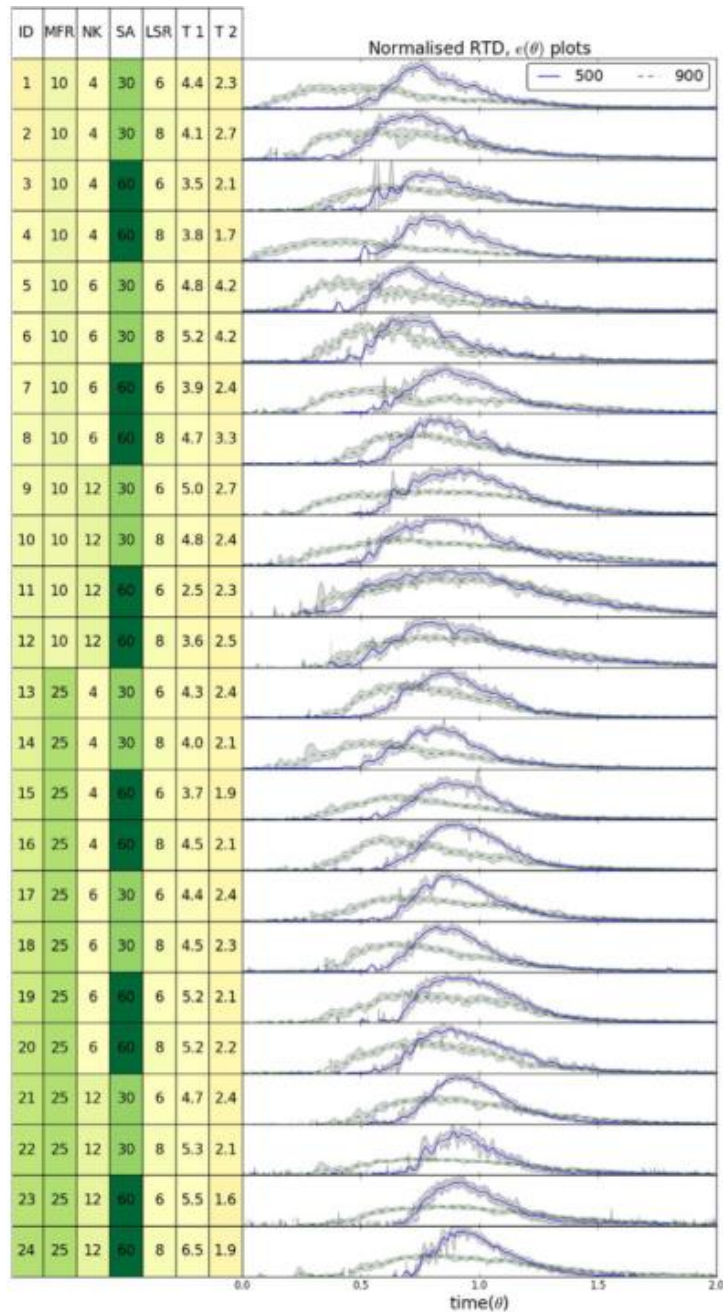 ID MFR NK SA LSR T 1 T 2
Normalised RTD, e(θ) plots
500 900
1 10 4 30 6 4.4 2.3
2 10 4 30 8 4.1 2.7
3 10 4 60 6 3.5 2.1
4 10 4 60 8 3.8 1.7
5 10 6 30 6 4.8 4.2
6 10 6 30 8 5.2 4.2
7 10 6 60 6 3.9 2.4
8 10 6 60 8 4.7 3.3
9 10 12 30 6 5.0 2.7
10 10 12 30 8 4.8 2.4
11 10 12 60 6 2.5 2.3
12 10 12 60 8 3.6 2.5
13 25 4 30 6 4.3 2.4
14 25 4 30 8 4.0 2.1
15 25 4 60 6 3.7 1.9
16 25 4 60 8 4.5 2.1
17 25 6 30 6 4.4 2.4
18 25 6 30 8 4.5 2.3
19 25 6 60 6 5.2 2.1
20 25 6 60 8 5.2 2.2
21 25 12 30 6 4.7 2.4
22 25 12 30 8 5.3 2.1
23 25 12 60 6 5.5 1.6
24 25 12 60 8 6.5 1.9
0.0 0.5 1.0 1.5 2.0
time(θ)